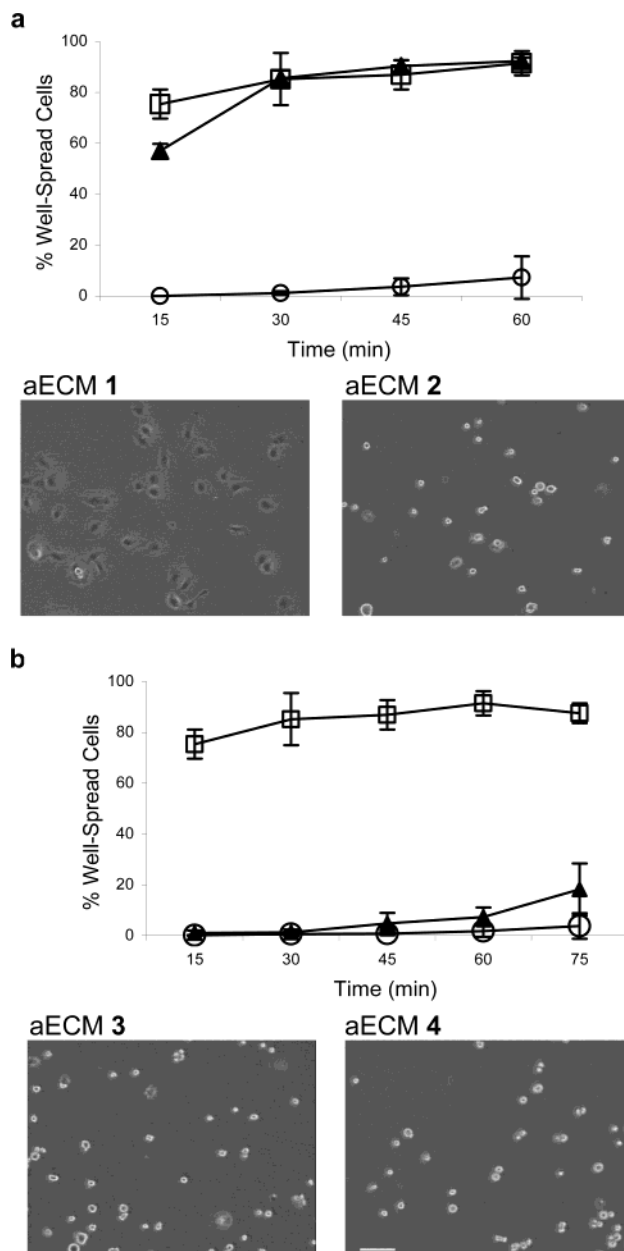 a
% Well-Spread Cells
100
80
60
40
20
0
15 30 45 60
Time (min)
aECM 1
aECM 2
b
% Well-Spread Cells
100
80
60
40
20
0
15 30 45 60 75
Time (min)
aECM 3
aECM 4